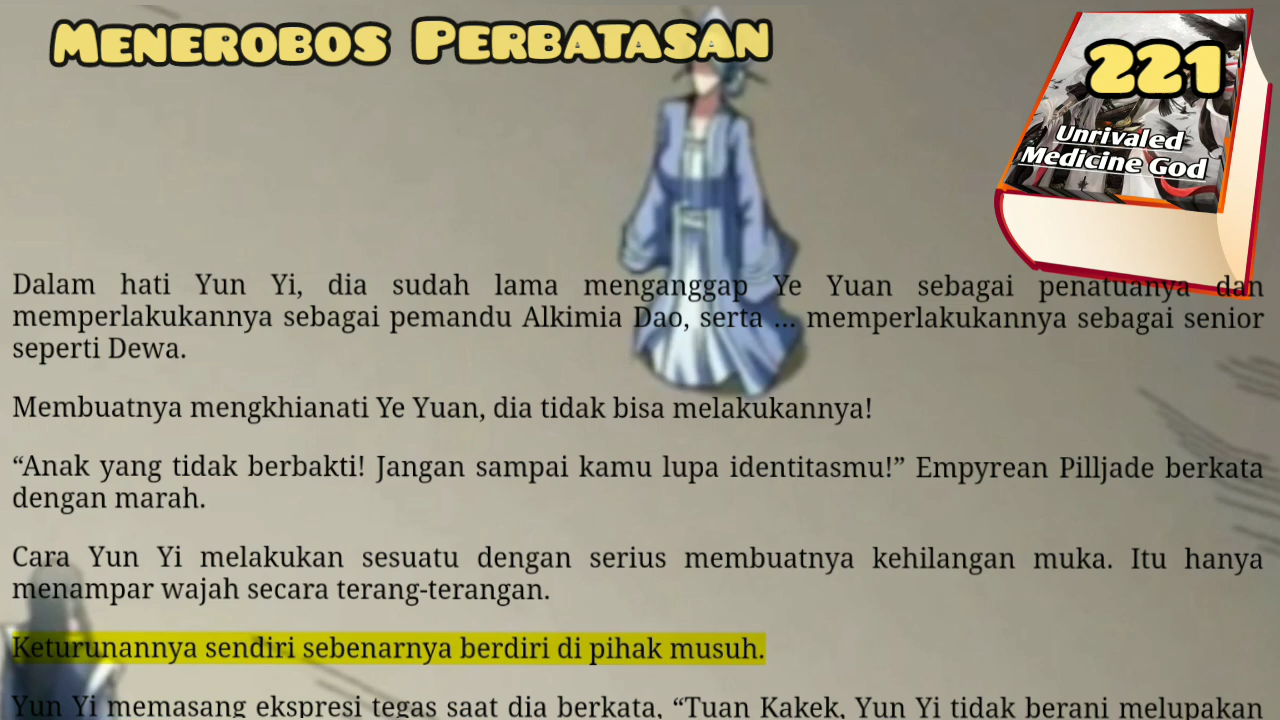 MENEROBOS PERBATASAN
221
Unrivaled
Medicine God
Dalam hati Yun Yi, dia sudah lama menganggap Ye Yuan sebagai penatuanya dan
memperlakukannya sebagai pemandu Alkimia Dao, serta ... memperlakukannya sebagai senior
seperti Dewa.
Membuatnya mengkhianati Ye Yuan, dia tidak bisa melakukannya!
“Anak yang tidak berbakti! Jangan sampai kamu lupa identitasmu!” Empyrean Pilljade berkata
dengan marah.
Cara Yun Yi melakukan sesuatu dengan serius membuatnya kehilangan muka. Itu hanya
menampar wajah secara terang-terangan.
Keturunannya sendiri sebenarnya berdiri di pihak musuh.
Yun Yi memasang ekspresi tegas saat dia berkata, “Tuan Kakek, Yun Yi tidak berani melupakan